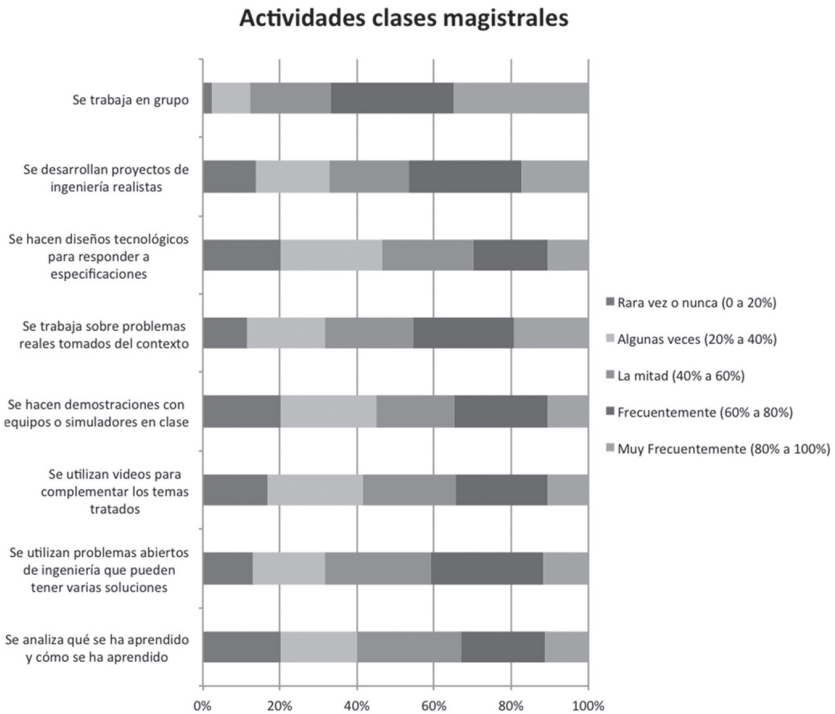 Actividades clases magistrales
Se trabaja en grupo
Se desarrollan proyectos de
ingeniería realistas
Se hacen diseños tecnológicos
para responder a
especificaciones
Se trabaja sobre problemas
reales tomados del contexto
Se hacen demostraciones con
equipos o simuladores en clase
Se utilizan videos para
complementar los temas
tratados
Se utilizan problemas abiertos
de ingeniería que pueden
tener varias soluciones
Se analiza qué se ha aprendido
y cómo se ha aprendido
0% 20% 40% 60% 80% 100%
Rara vez o nunca (0 a 20%)
Algunas veces (20% a 40%)
La mitad (40% a 60%)
Frecuentemente (60% a 80%)
Muy Frecuentemente (80% a 100%)